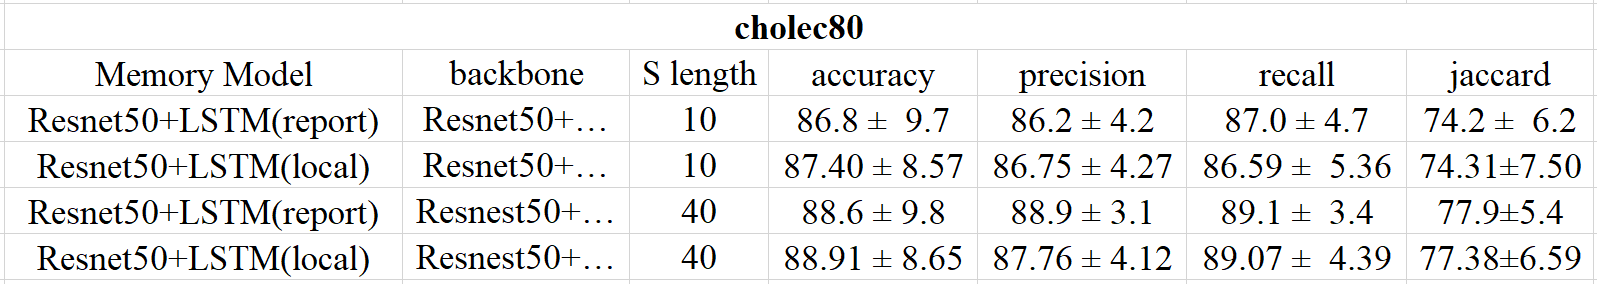 cholec80
Memory Model backbone S length accuracy precision recall jaccard
Resnet50+LSTM(report) Resnet50+… 10 86.8 ± 9.7 86.2 ± 4.2 87.0 ± 4.7 74.2 ± 6.2
Resnet50+LSTM(local) Resnet50+… 10 87.40 ± 8.57 86.75 ± 4.27 86.59 ± 5.36 74.31±7.50
Resnet50+LSTM(report) Resnest50+… 40 88.6 ± 9.8 88.9 ± 3.1 89.1 ± 3.4 77.9±5.4
Resnet50+LSTM(local) Resnest50+… 40 88.91 ± 8.65 87.76 ± 4.12 89.07 ± 4.39 77.38±6.59